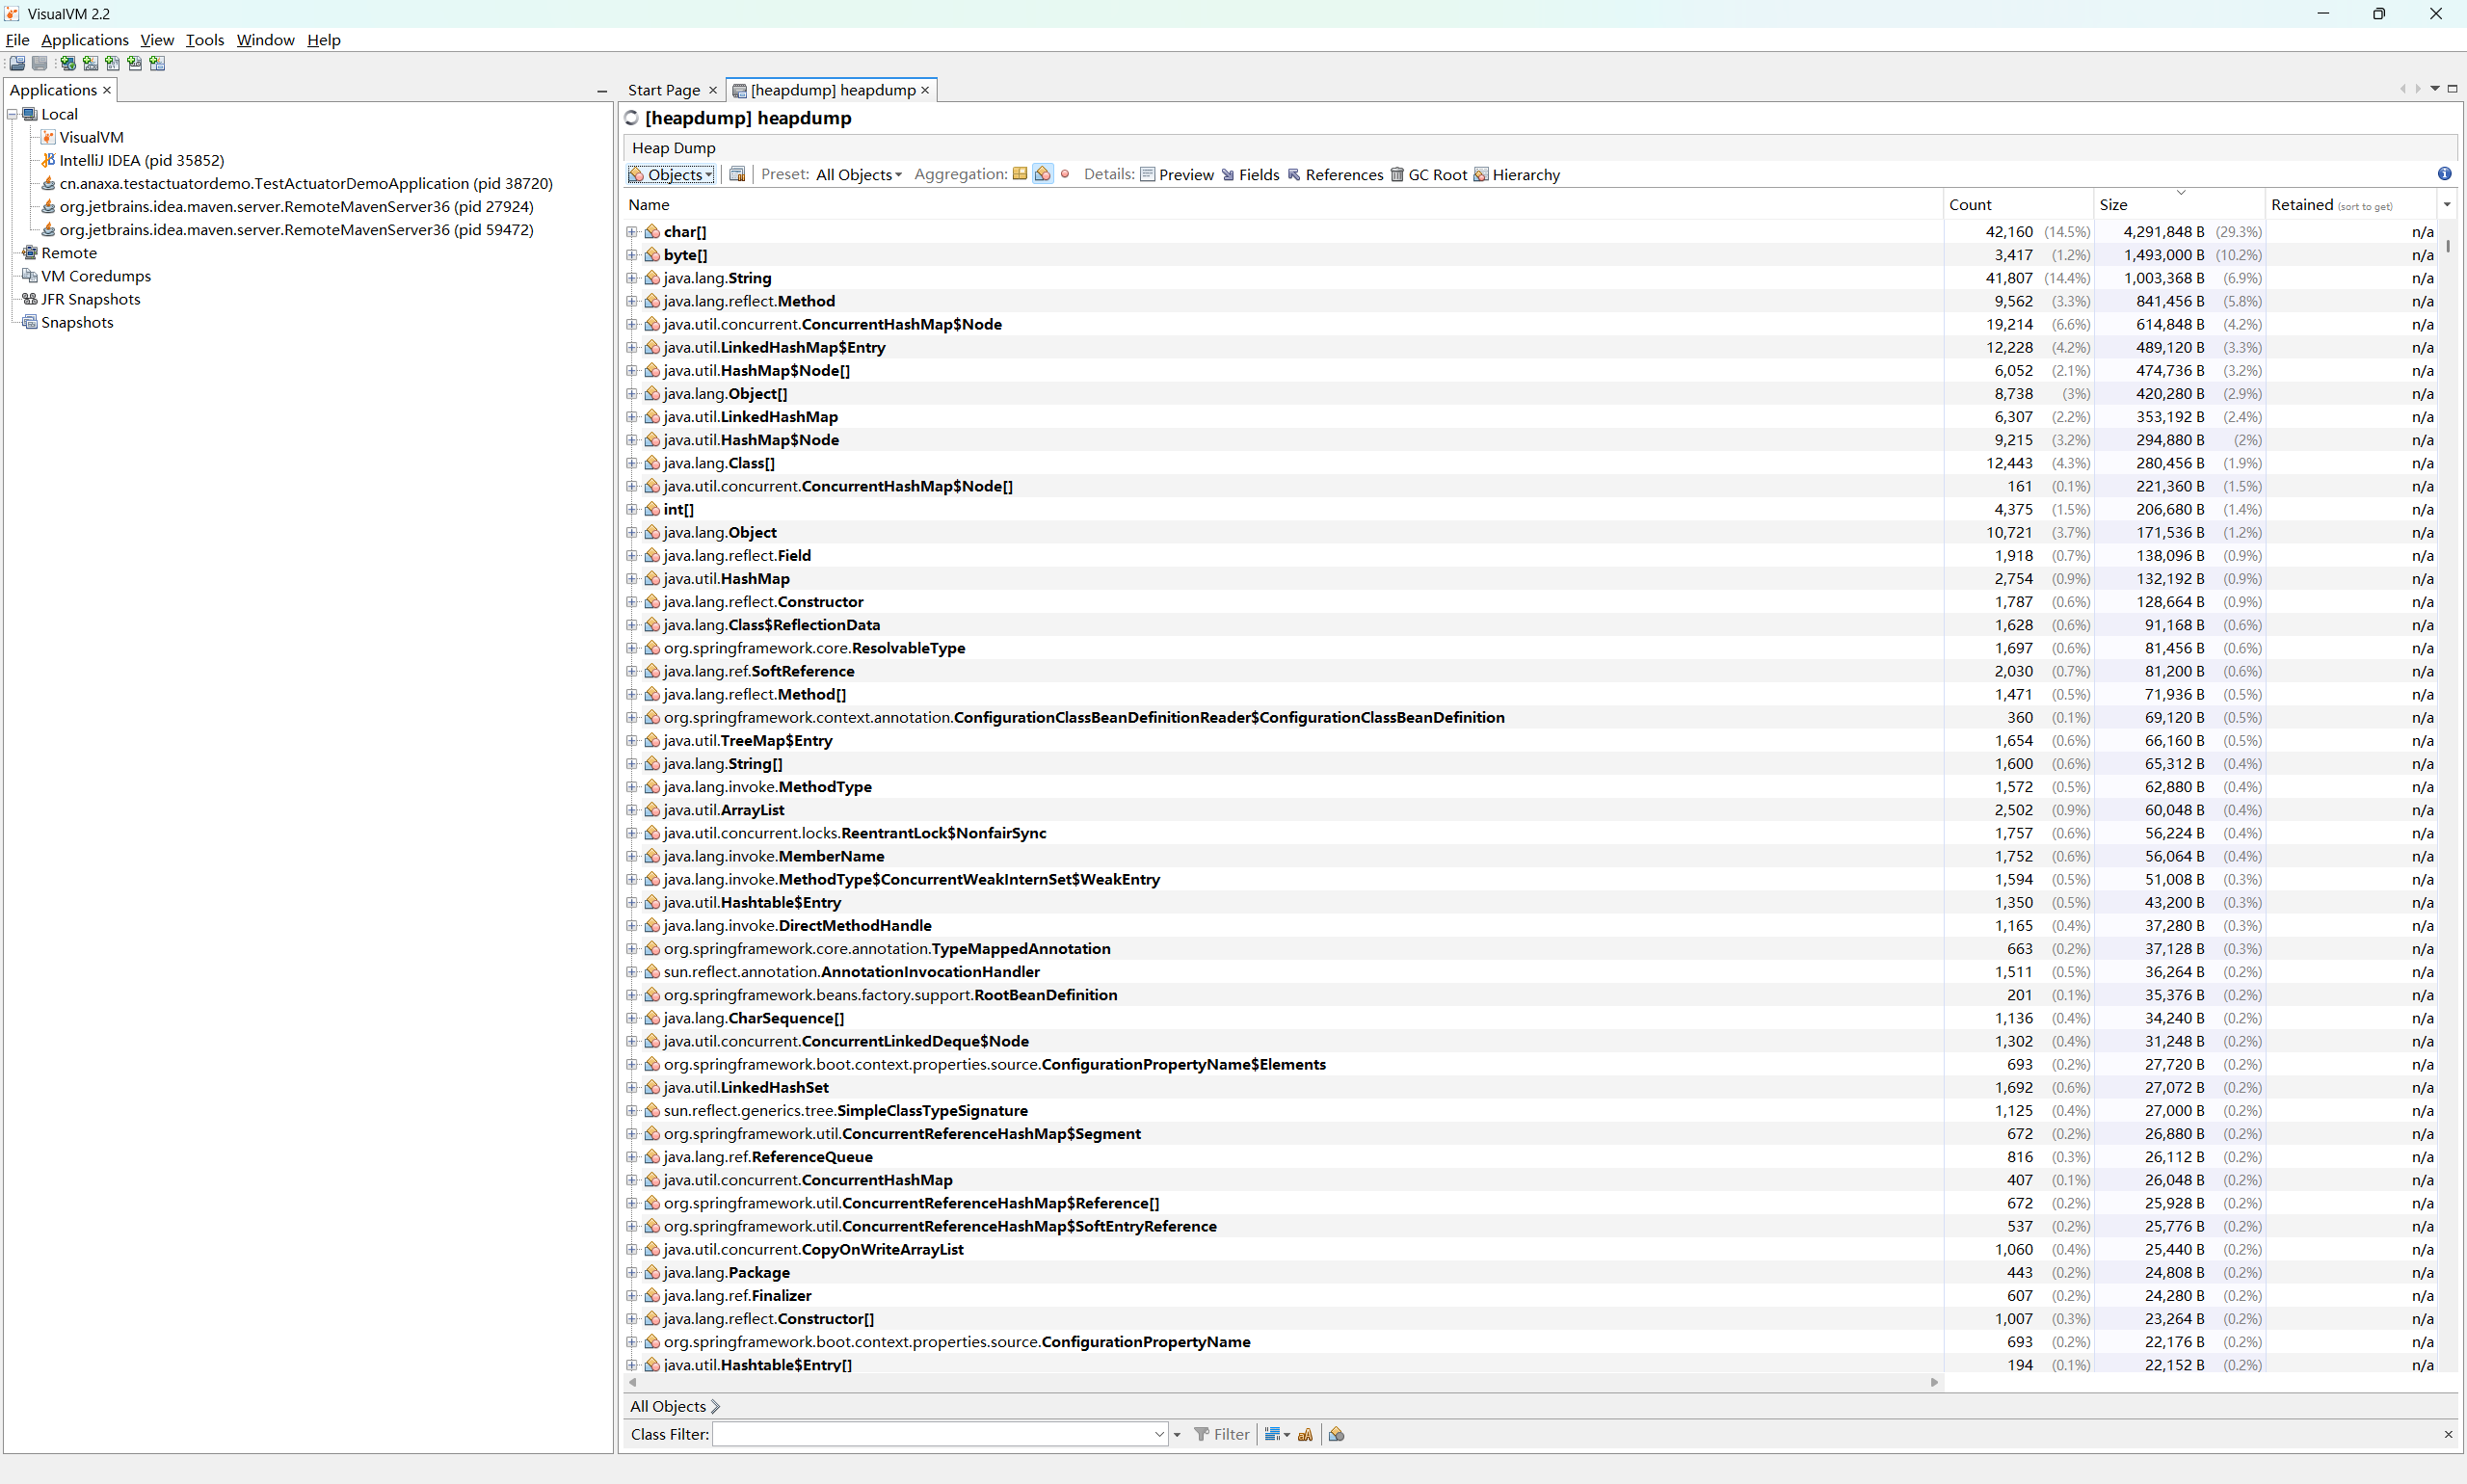 VisualVM 2.2
File Applications View Tools Window Help
Applications
Local
VisualVM
IntelliJ IDEA (pid 35852)
cn.anaxa.testactuatordemo.TestActuatorDemoApplication (pid 38720)
org.jetbrains.idea.maven.server.RemoteMavenServer36 (pid 27924)
org.jetbrains.idea.maven.server.RemoteMavenServer36 (pid 59472)
Remote
VM Coredumps
JFR Snapshots
Snapshots
Start Page [heapdump] heapdump
[heapdump] heapdump
Heap Dump
Objects Preset: All Objects Aggregation: Details: Preview Fields References GC Root Hierarchy
Name Count Size Retained (sort to get)
char[] 42,160 (14.5%) 4,291,848 B (29.3%) n/a
byte[] 3,417 (1.2%) 1,493,000 B (10.2%) n/a
java.lang.String 41,807 (14.4%) 1,003,368 B (6.9%) n/a
java.lang.reflect.Method 9,562 (3.3%) 841,456 B (5.8%) n/a
java.util.concurrent.ConcurrentHashMap$Node 19,214 (6.6%) 614,848 B (4.2%) n/a
java.util.LinkedHashMap$Entry 12,228 (4.2%) 489,120 B (3.3%) n/a
java.util.HashMap$Node[] 6,052 (2.1%) 474,736 B (3.2%) n/a
java.lang.Object[] 8,738 (3%) 420,280 B (2.9%) n/a
java.util.LinkedHashMap 6,307 (2.2%) 353,192 B (2.4%) n/a
java.util.HashMap$Node 9,215 (3.2%) 294,880 B (2%) n/a
java.lang.Class[] 12,443 (4.3%) 280,456 B (1.9%) n/a
java.util.concurrent.ConcurrentHashMap$Node[] 161 (0.1%) 221,360 B (1.5%) n/a
int[] 4,375 (1.5%) 206,680 B (1.4%) n/a
java.lang.Object 10,721 (3.7%) 171,536 B (1.2%) n/a
java.lang.reflect.Field 1,918 (0.7%) 138,096 B (0.9%) n/a
java.util.HashMap 2,754 (0.9%) 132,192 B (0.9%) n/a
java.lang.reflect.Constructor 1,787 (0.6%) 128,664 B (0.9%) n/a
java.lang.Class$ReflectionData 1,628 (0.6%) 91,168 B (0.6%) n/a
org.springframework.core.ResolvableType 1,697 (0.6%) 81,456 B (0.6%) n/a
java.lang.ref.SoftReference 2,030 (0.7%) 81,200 B (0.6%) n/a
java.lang.reflect.Method[] 1,471 (0.5%) 71,936 B (0.5%) n/a
org.springframework.context.annotation.ConfigurationClassBeanDefinitionReader$ConfigurationClassBeanDefinition 360 (0.1%) 69,120 B (0.5%) n/a
java.util.TreeMap$Entry 1,654 (0.6%) 66,160 B (0.5%) n/a
java.lang.String[] 1,600 (0.6%) 65,312 B (0.4%) n/a
java.lang.invoke.MethodType 1,572 (0.5%) 62,880 B (0.4%) n/a
java.util.ArrayList 2,502 (0.9%) 60,048 B (0.4%) n/a
java.util.concurrent.locks.ReentrantLock$NonfairSync 1,757 (0.6%) 56,224 B (0.4%) n/a
java.lang.invoke.MemberName 1,752 (0.6%) 56,064 B (0.4%) n/a
java.lang.invoke.MethodType$ConcurrentWeakInternSet$WeakEntry 1,594 (0.5%) 51,008 B (0.3%) n/a
java.util.Hashtable$Entry 1,350 (0.5%) 43,200 B (0.3%) n/a
java.lang.invoke.DirectMethodHandle 1,165 (0.4%) 37,280 B (0.3%) n/a
org.springframework.core.annotation.TypeMappedAnnotation 663 (0.2%) 37,128 B (0.3%) n/a
sun.reflect.annotation.AnnotationInvocationHandler 1,511 (0.5%) 36,264 B (0.2%) n/a
org.springframework.beans.factory.support.RootBeanDefinition 201 (0.1%) 35,376 B (0.2%) n/a
java.lang.CharSequence[] 1,136 (0.4%) 34,240 B (0.2%) n/a
java.util.concurrent.ConcurrentLinkedDeque$Node 1,302 (0.4%) 31,248 B (0.2%) n/a
org.springframework.boot.context.properties.source.ConfigurationPropertyName$Elements 693 (0.2%) 27,720 B (0.2%) n/a
java.util.LinkedHashSet 1,692 (0.6%) 27,072 B (0.2%) n/a
sun.reflect.generics.tree.SimpleClassTypeSignature 1,125 (0.4%) 27,000 B (0.2%) n/a
org.springframework.util.ConcurrentReferenceHashMap$Segment 672 (0.2%) 26,880 B (0.2%) n/a
java.lang.ref.ReferenceQueue 816 (0.3%) 26,112 B (0.2%) n/a
java.util.concurrent.ConcurrentHashMap 407 (0.1%) 26,048 B (0.2%) n/a
org.springframework.util.ConcurrentReferenceHashMap$Reference[] 672 (0.2%) 25,928 B (0.2%) n/a
org.springframework.util.ConcurrentReferenceHashMap$SoftEntryReference 537 (0.2%) 25,776 B (0.2%) n/a
java.util.concurrent.CopyOnWriteArrayList 1,060 (0.4%) 25,440 B (0.2%) n/a
java.lang.Package 443 (0.2%) 24,808 B (0.2%) n/a
java.lang.ref.Finalizer 607 (0.2%) 24,280 B (0.2%) n/a
java.lang.reflect.Constructor[] 1,007 (0.3%) 23,264 B (0.2%) n/a
org.springframework.boot.context.properties.source.ConfigurationPropertyName 693 (0.2%) 22,176 B (0.2%) n/a
java.util.Hashtable$Entry[] 194 (0.1%) 22,152 B (0.2%) n/a
All Objects
Class Filter: Filter